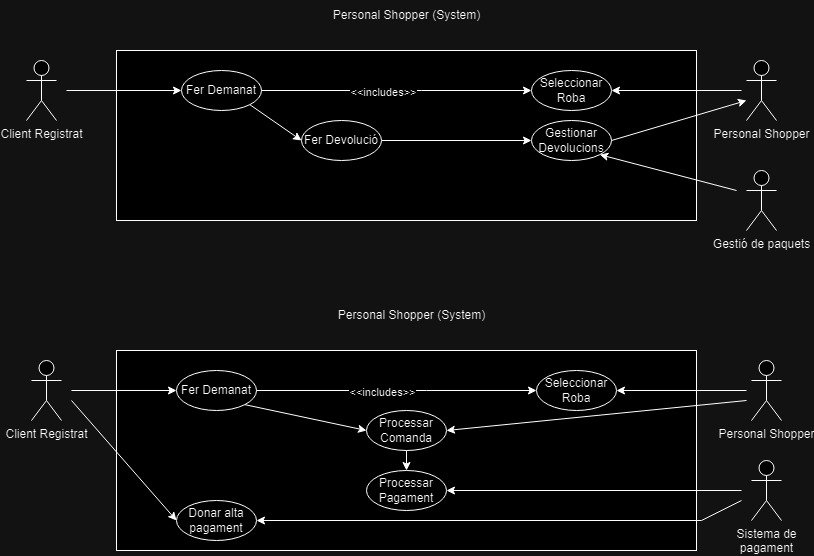 Personal Shopper (System)
Fer Demanat
<<includes>>
Seleccionar
Roba
Client Registrat
Fer Devolució
Gestionar
Devolucions
Personal Shopper
Gestió de paquets
Personal Shopper (System)
Fer Demanat
<<includes>>
Seleccionar
Roba
Client Registrat
Processar
Comanda
Personal Shopper
Processar
Pagament
Donar alta
pagament
Sistema de
pagament